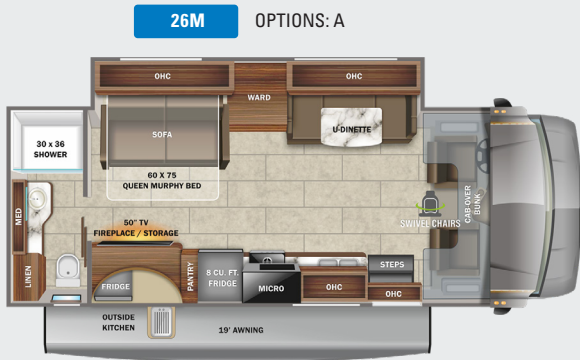 26M OPTIONS: A
OHC
OHC
WARD
SOFA
U-DINETTE
30 x 36
SHOWER
60 X 75
QUEEN MURPHY BED
CAB OVER
BUNK
SWIVEL CHAIRS
MED
50" TV
FIREPLACE / STORAGE
LINEN
FRIDGE
PANTRY
8 CU. FT.
FRIDGE
MICRO
STEPS
OHC
OHC
OUTSIDE
KITCHEN
19' AWNING